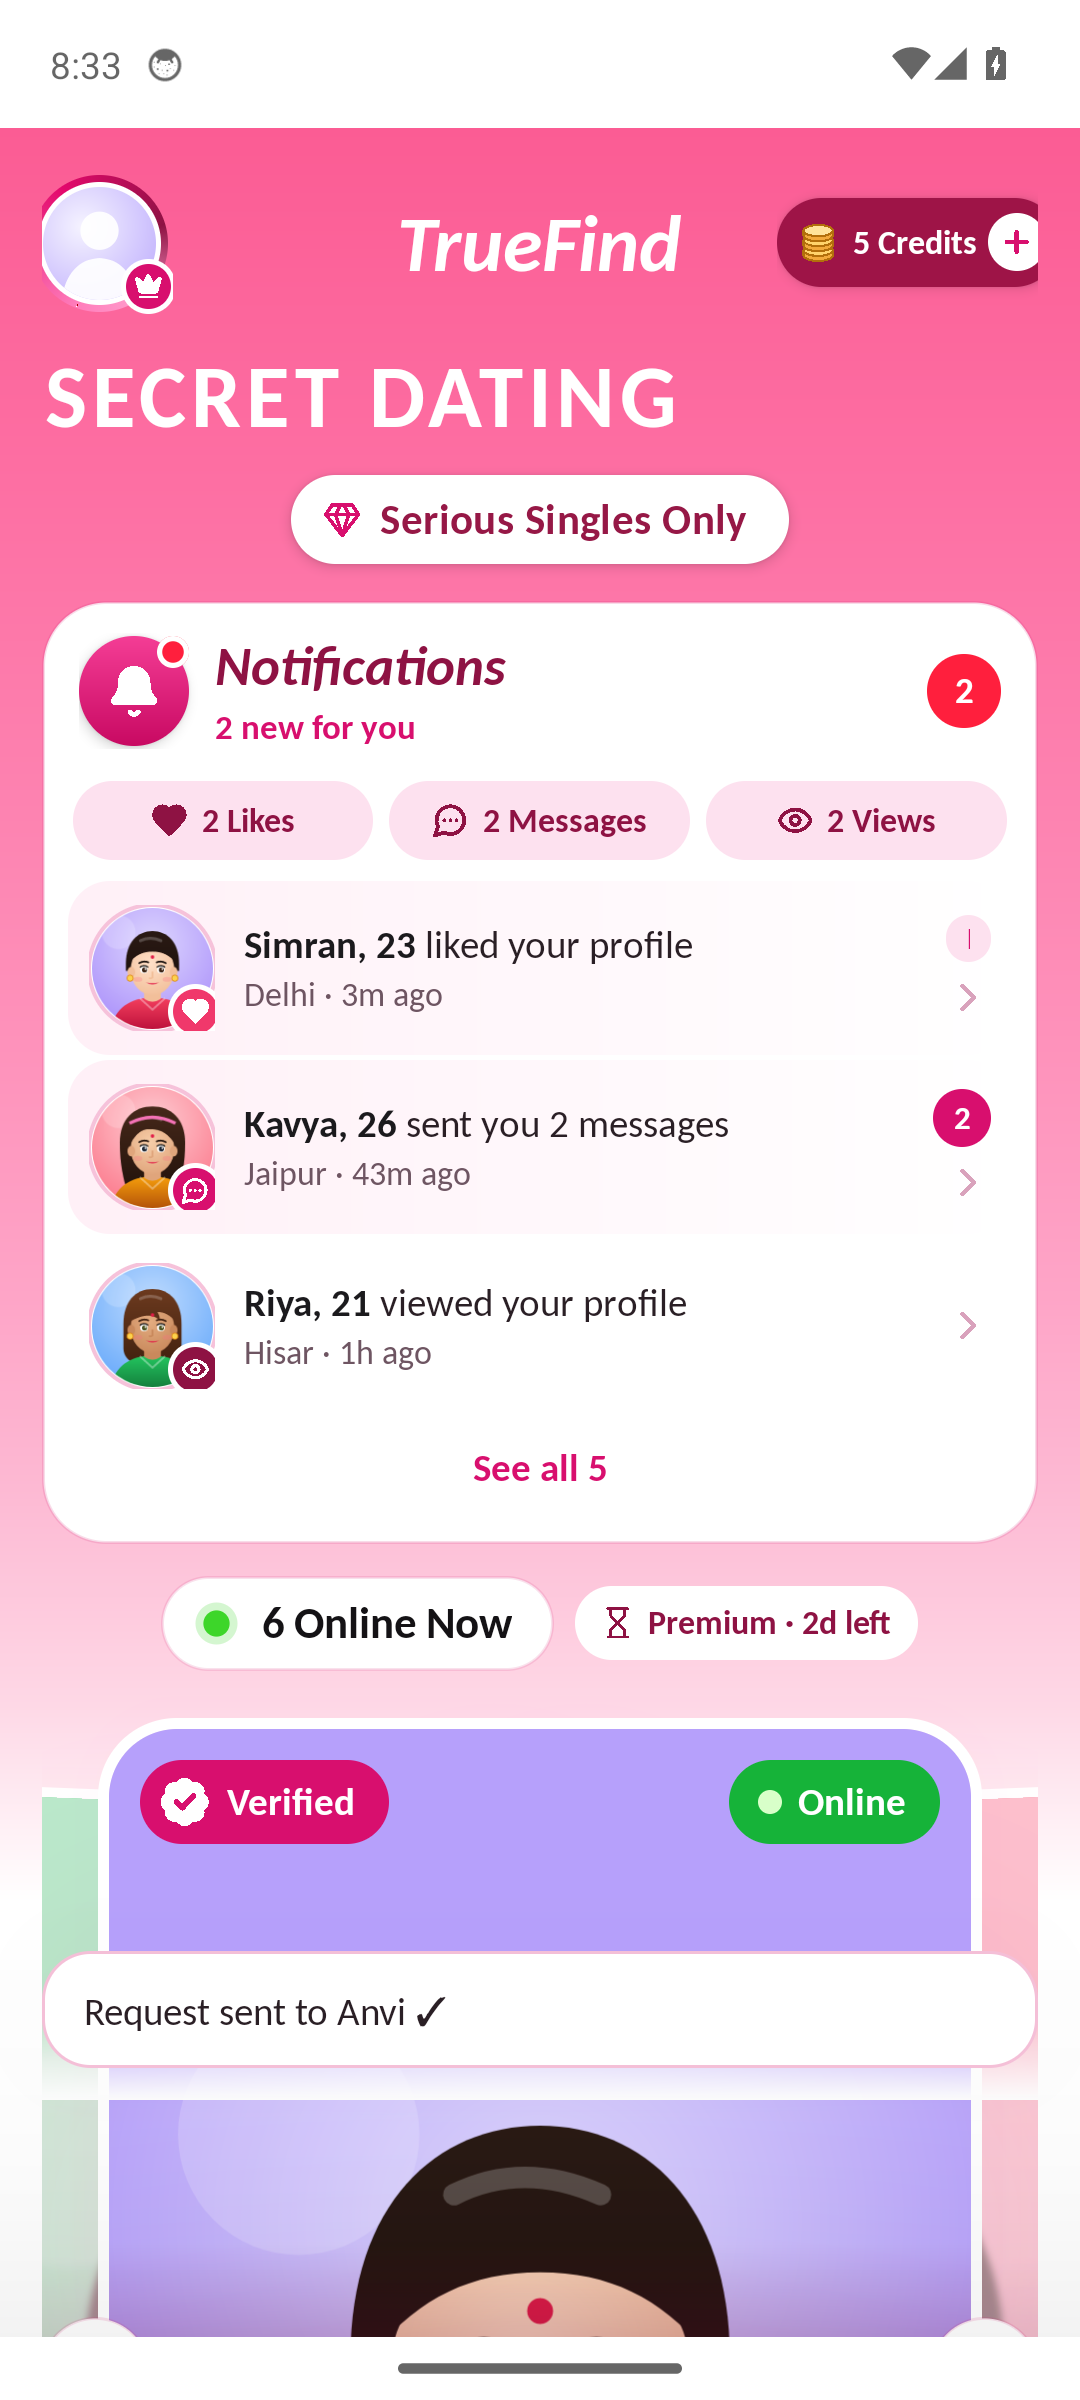 8:33
TrueFind
5 Credits
SECRET DATING
Serious Singles Only
Notifications
2 new for you
2
2 Likes
2 Messages
2 Views
Simran, 23 liked your profile
Delhi · 3m ago
Kavya, 26 sent you 2 messages
Jaipur · 43m ago
2
Riya, 21 viewed your profile
Hisar · 1h ago
See all 5
6 Online Now
Premium · 2d left
Verified
Online
Request sent to Anvi ✓